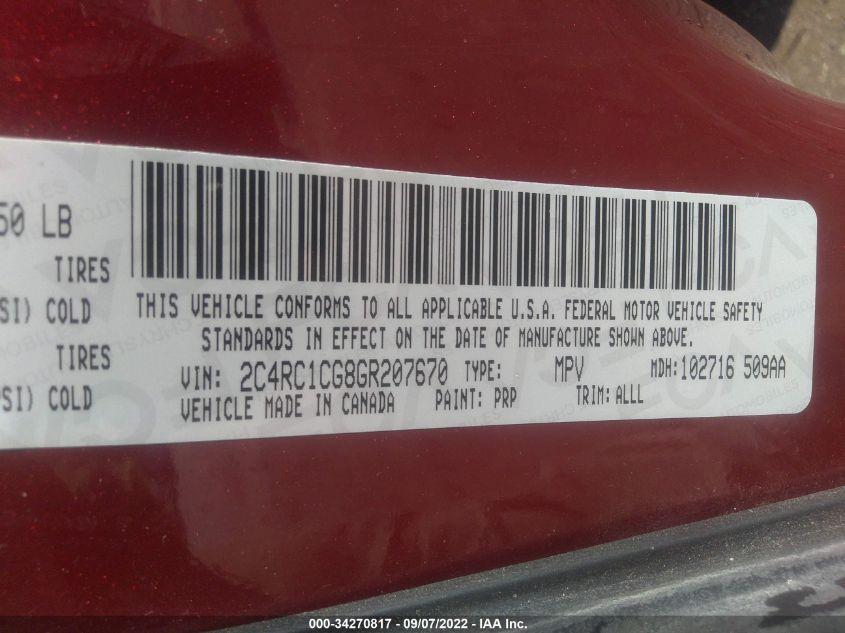 50 LB
TIRES
SI) COLD
TIRES
SI) COLD
THIS VEHICLE CONFORMS TO ALL APPLICABLE U.S.A. FEDERAL MOTOR VEHICLE SAFETY
STANDARDS IN EFFECT ON THE DATE OF MANUFACTURE SHOWN ABOVE.
VIN: 2C4RC1CG8GR207670 TYPE: MPV MDH:102716 509AA
VEHICLE MADE IN CANADA PAINT: PRP TRIM: ALLL
000-34270817 - 09/07/2022 - IAA Inc.